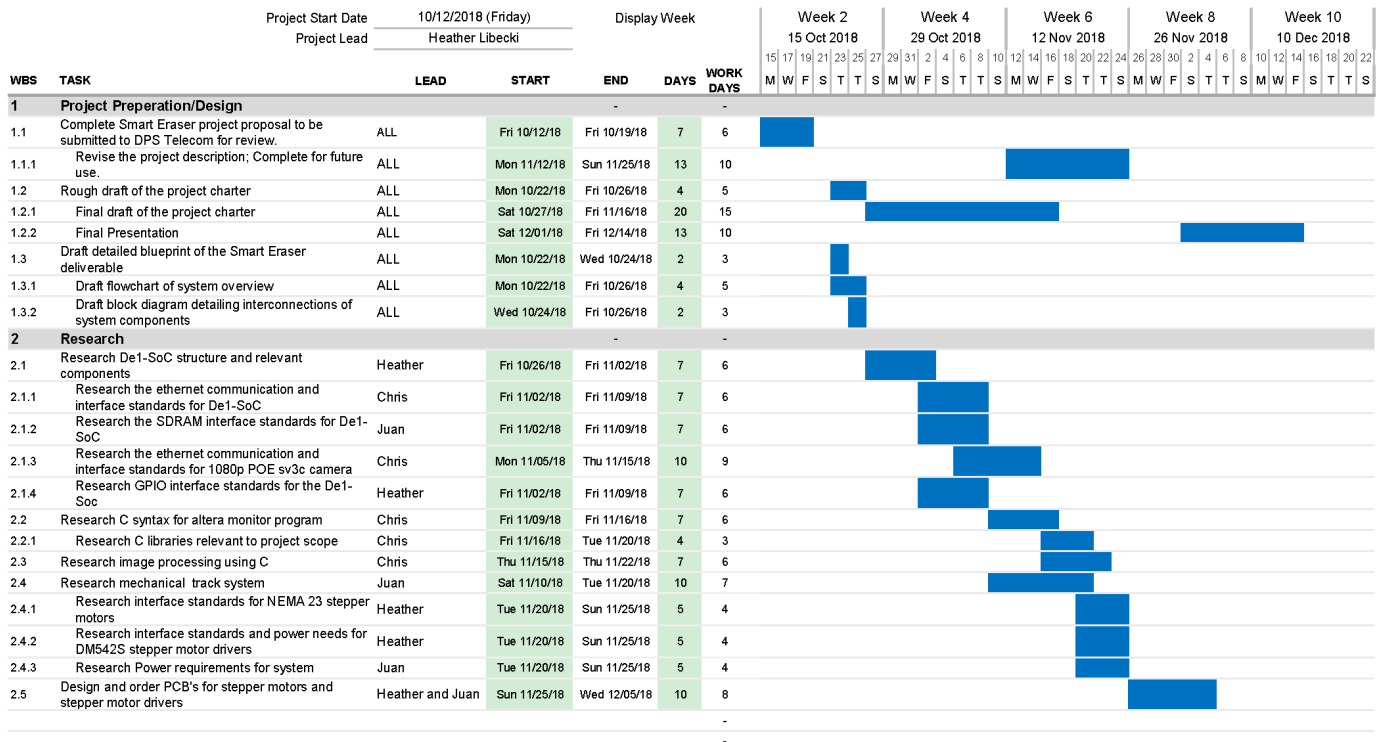 Project Start Date 10/12/2018 (Friday) Display Week Week 2 Week 4 Week 6 Week 8 Week 10
Project Lead Heather Libecki 15 Oct 2018 29 Oct 2018 12 Nov 2018 26 Nov 2018 10 Dec 2018
15 17 19 21 23 25 27 29 31 2 4 6 8 10 12 14 16 18 20 22 24 26 28 30 2 4 6 8 10 12 14 16 18 20 22
WBS TASK LEAD START END DAYS WORK DAYS M W F S T T S M W F S T T S M W F S T T S M W F S T T S M W F S T T S
1 Project Preperation/Design - -
1.1 Complete Smart Eraser project proposal to be
submitted to DPS Telecom for review. ALL Fri 10/12/18 Fri 10/19/18 7 6
1.1.1 Revise the project description; Complete for future
use. ALL Mon 11/12/18 Sun 11/25/18 13 10
1.2 Rough draft of the project charter ALL Mon 10/22/18 Fri 10/26/18 4 5
1.2.1 Final draft of the project charter ALL Sat 10/27/18 Fri 11/16/18 20 15
1.2.2 Final Presentation ALL Sat 12/01/18 Fri 12/14/18 13 10
1.3 Draft detailed blueprint of the Smart Eraser
deliverable ALL Mon 10/22/18 Wed 10/24/18 2 3
1.3.1 Draft flowchart of system overview ALL Mon 10/22/18 Fri 10/26/18 4 5
1.3.2 Draft block diagram detailing interconnections of
system components ALL Wed 10/24/18 Fri 10/26/18 2 3
2 Research - -
2.1 Research De1-SoC structure and relevant
components Heather Fri 10/26/18 Fri 11/02/18 7 6
2.1.1 Research the ethernet communication and
interface standards for De1-SoC Chris Fri 11/02/18 Fri 11/09/18 7 6
2.1.2 Research the SDRAM interface standards for De1-
SoC Juan Fri 11/02/18 Fri 11/09/18 7 6
2.1.3 Research the ethernet communication and
interface standards for 1080p POE sv3c camera Chris Mon 11/05/18 Thu 11/15/18 10 9
2.1.4 Research GPIO interface standards for the De1-
Soc Heather Fri 11/02/18 Fri 11/09/18 7 6
2.2 Research C syntax for altera monitor program Chris Fri 11/09/18 Fri 11/16/18 7 6
2.2.1 Research C libraries relevant to project scope Chris Fri 11/16/18 Tue 11/20/18 4 3
2.3 Research image processing using C Chris Thu 11/15/18 Thu 11/22/18 7 6
2.4 Research mechanical track system Juan Sat 11/10/18 Tue 11/20/18 10 7
2.4.1 Research interface standards for NEMA 23 stepper
motors Heather Tue 11/20/18 Sun 11/25/18 5 4
2.4.2 Research interface standards and power needs for
DM542S stepper motor drivers Heather Tue 11/20/18 Sun 11/25/18 5 4
2.4.3 Research Power requirements for system Juan Tue 11/20/18 Sun 11/25/18 5 4
2.5 Design and order PCB's for stepper motors and
stepper motor drivers Heather and Juan Sun 11/25/18 Wed 12/05/18 10 8
-
-